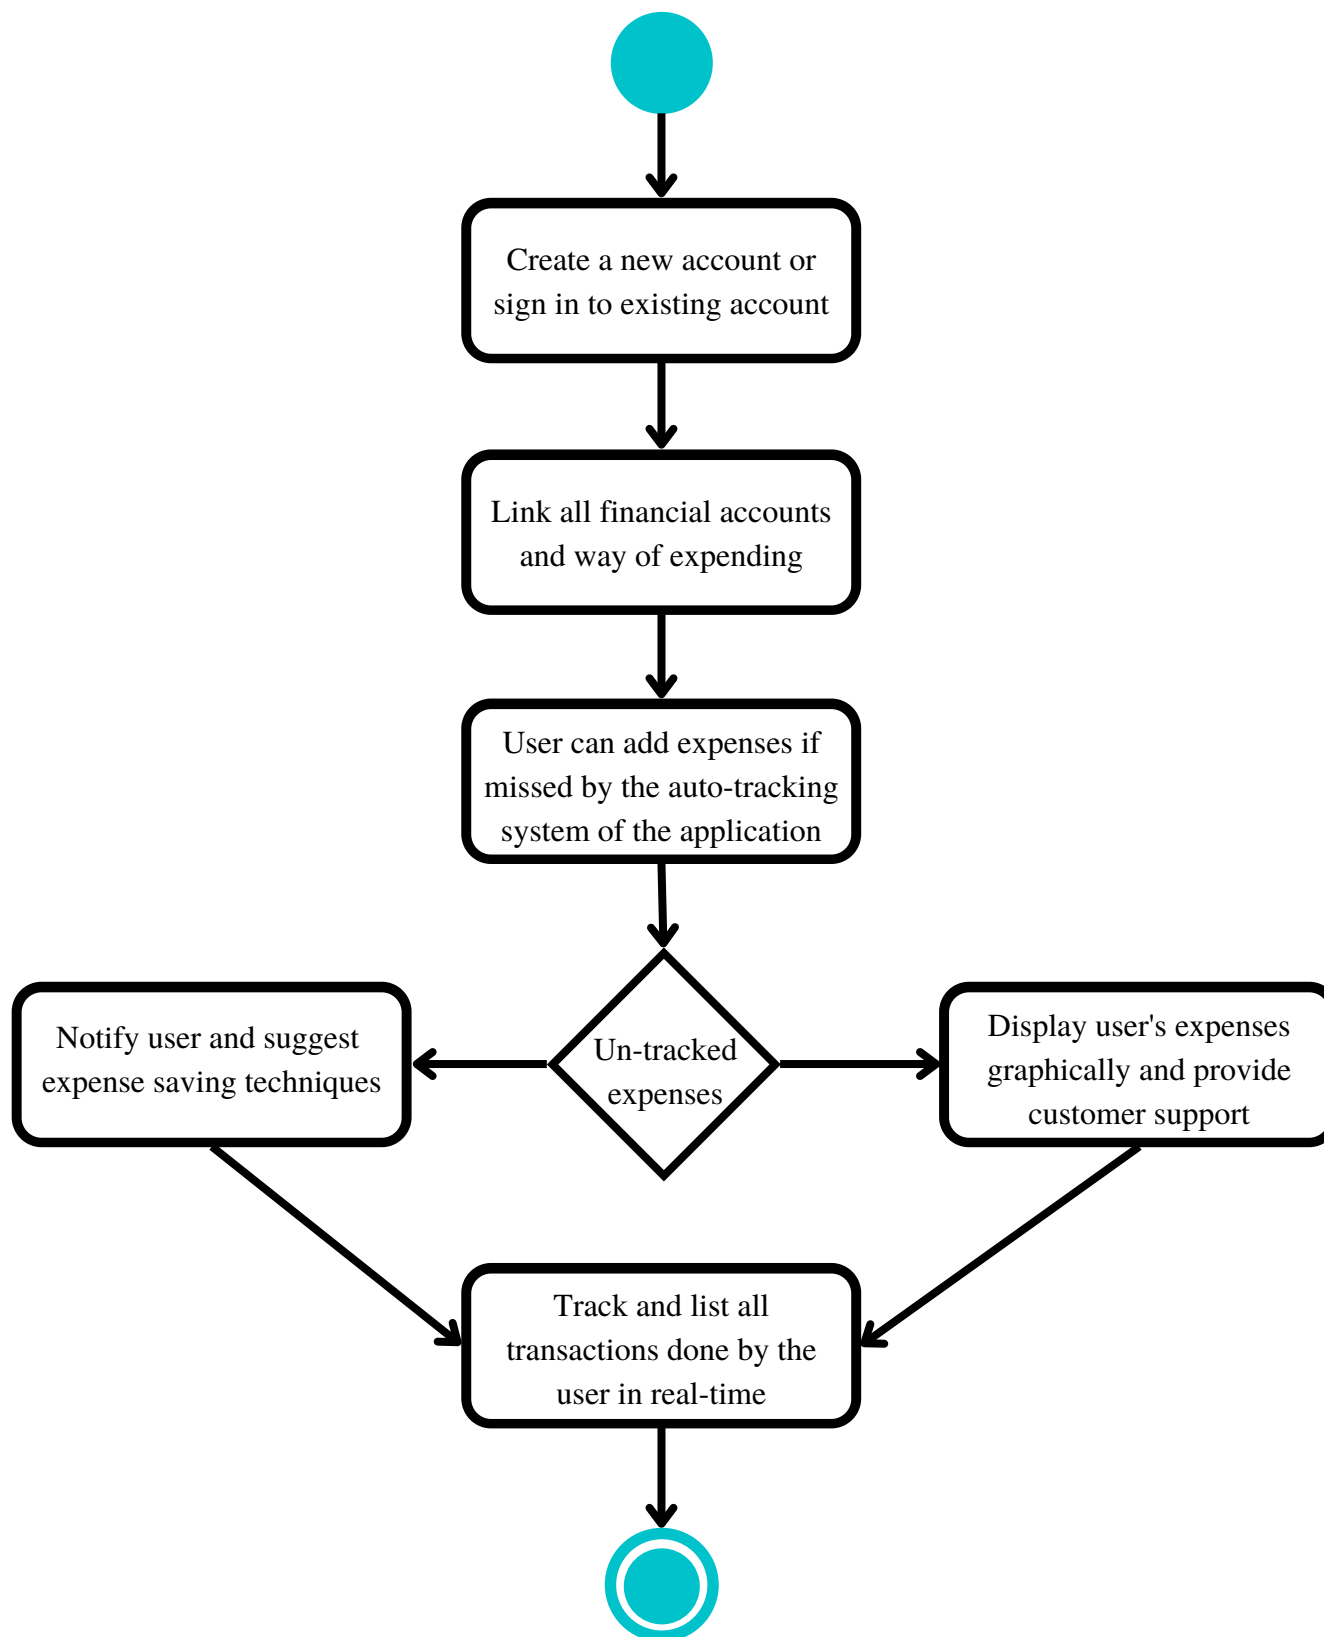 Create a new account or
sign in to existing account
Link all financial accounts
and way of expending
User can add expenses if
missed by the auto-tracking
system of the application
Notify user and suggest
expense saving techniques
Un-tracked
expenses
Display user's expenses
graphically and provide
customer support
Track and list all
transactions done by the
user in real-time